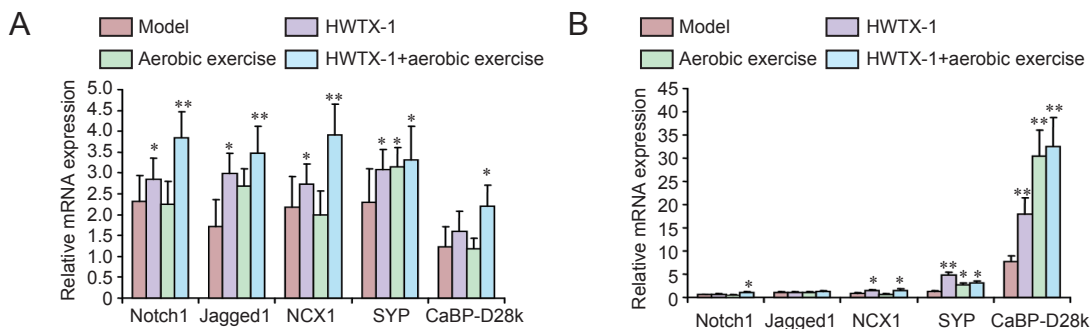 A
Model
HWTX-1
Aerobic exercise
HWTX-1+aerobic exercise
Relative mRNA expression
5.0
4.5
4.0
3.5
3.0
2.5
2.0
1.5
1.0
0.5
0
** ** **
* * * * * * *
Notch1 Jagged1 NCX1 SYP CaBP-D28k
B
Model
HWTX-1
Aerobic exercise
HWTX-1+aerobic exercise
Relative mRNA expression
45
40
35
30
25
20
15
10
5
0
** **
**
** * *
* * *
Notch1 Jagged1 NCX1 SYP CaBP-D28k